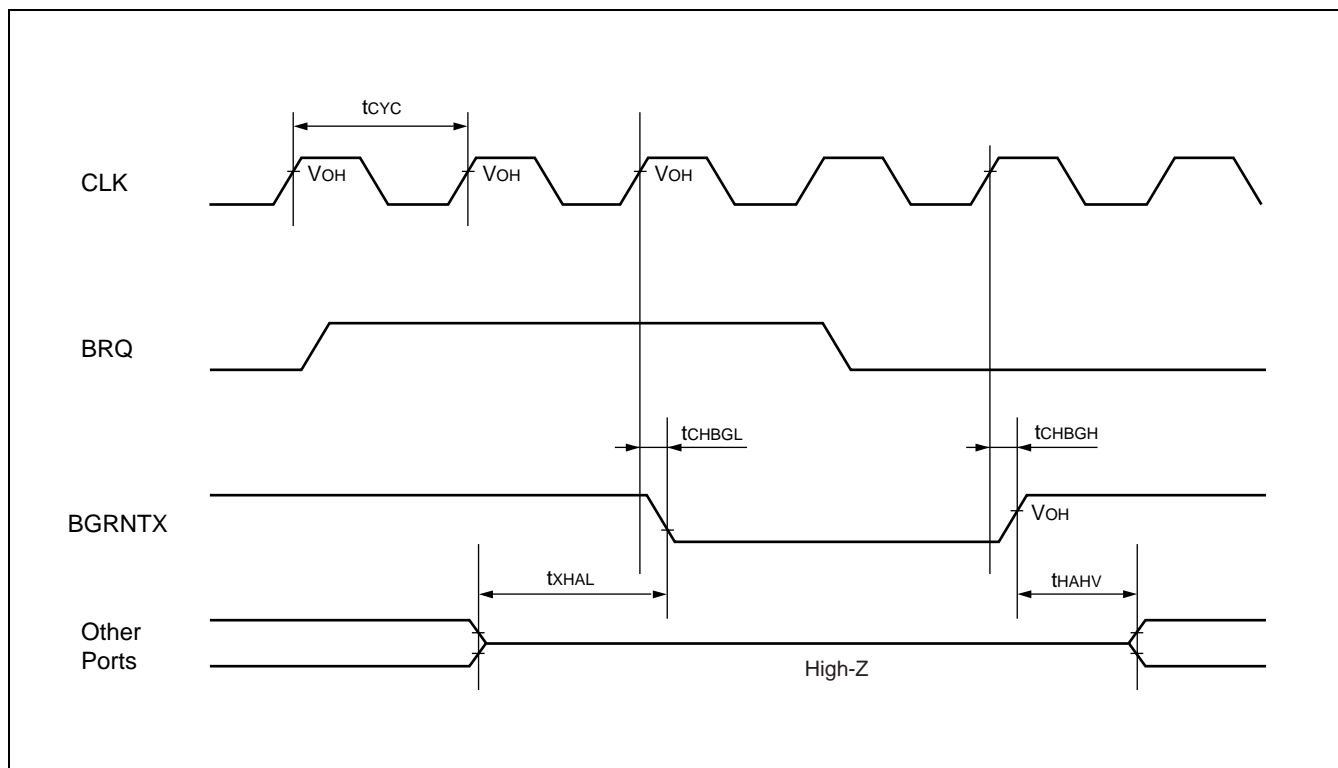 tCYC
CLK
VOH
VOH
VOH
BRQ
tCHBGL
tCHBGH
BGRNTX
VOH
tXHAL
tHAHV
Other
Ports
High-Z